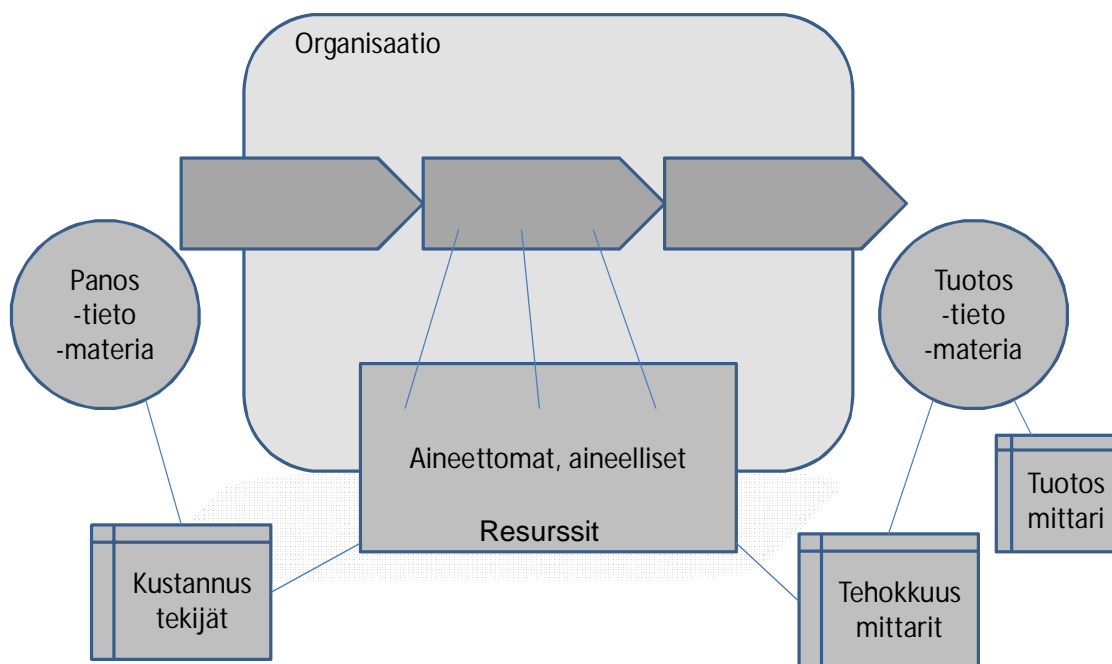 Organisaatio
Panos
-tieto
-materia
Tuotos
-tieto
-materia
Aineettomat, aineelliset
Resurssit
Kustannus
tekijät
Tehokkuus
mittarit
Tuotos
mittari